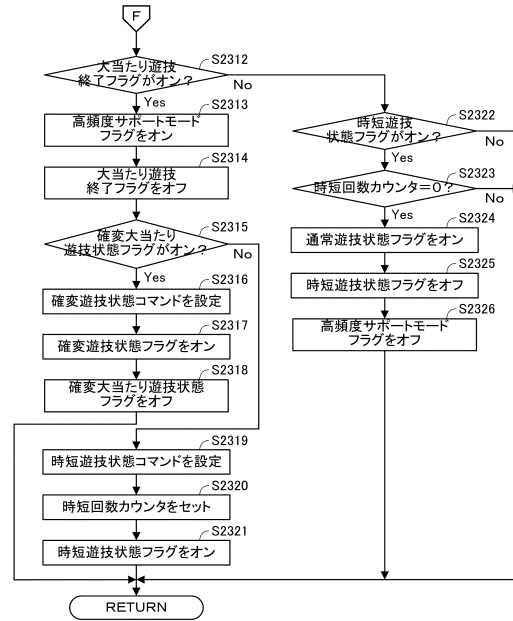 F
大当たり遊技
終了フラグがオン？
S2312
No
Yes
S2313
高頻度サポートモード
フラグをオン
S2314
大当たり遊技
終了フラグをオフ
S2315
確変大当たり
遊技状態フラグがオン？
No
Yes
S2316
確変遊技状態コマンドを設定
S2317
確変遊技状態フラグをオン
S2318
確変大当たり遊技状態
フラグをオフ
S2319
時短遊技状態コマンドを設定
S2320
時短回数カウンタをセット
S2321
時短遊技状態フラグをオン
RETURN
S2322
時短遊技
状態フラグがオン？
No
Yes
S2323
時短回数カウンタ＝０？
No
Yes
S2324
通常遊技状態フラグをオン
S2325
時短遊技状態フラグをオフ
S2326
高頻度サポートモード
フラグをオフ